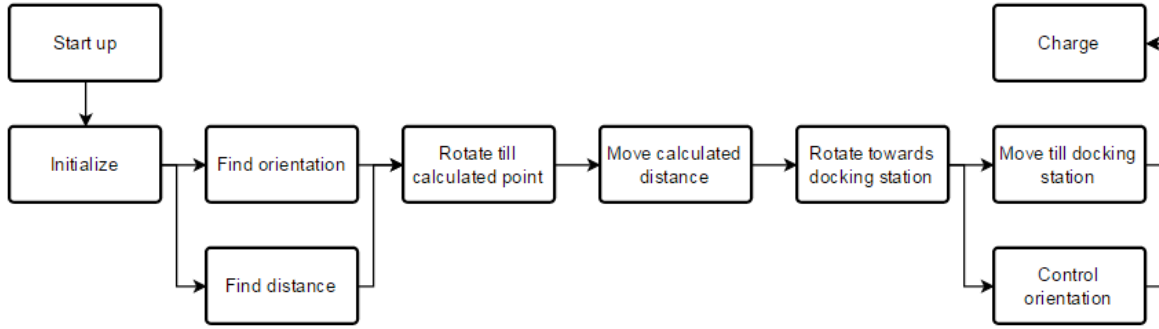 Start up
Charge
Initialize
Find orientation
Rotate till
calculated point
Move calculated
distance
Rotate towards
docking station
Move till docking
station
Find distance
Control
orientation